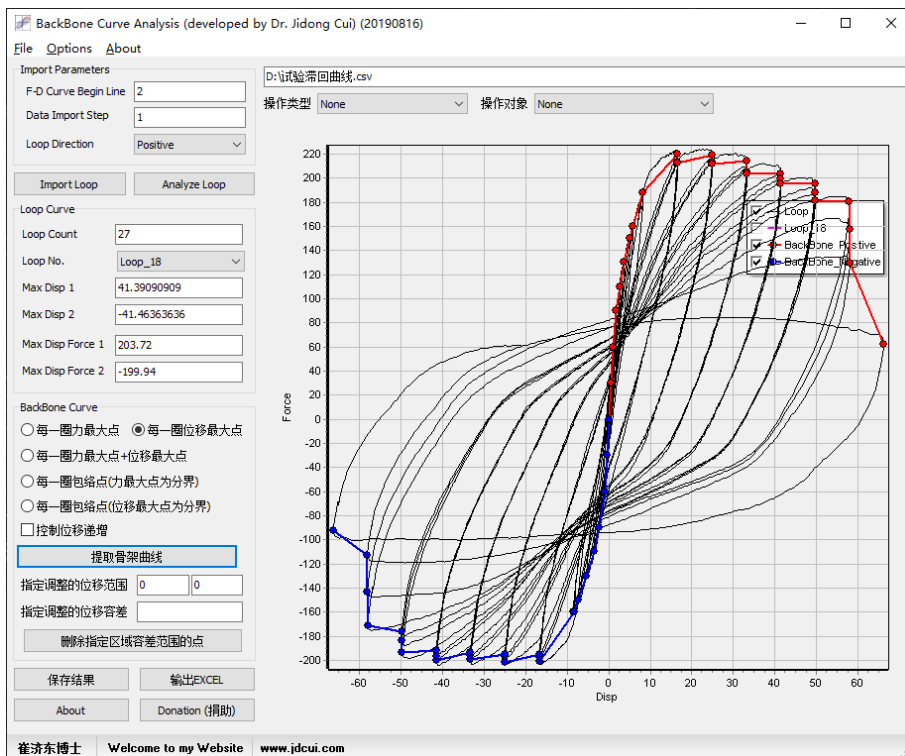 BackBone Curve Analysis (developed by Dr. Jidong Cui) (20190816)
File Options About
Import Parameters
F-D Curve Begin Line 2
Data Import Step 1
Loop Direction Positive
Import Loop Analyze Loop
Loop Curve
Loop Count 27
Loop No. Loop_18
Max Disp 1 41.39090909
Max Disp 2 -41.46363636
Max Disp Force 1 203.72
Max Disp Force 2 -199.94
BackBone Curve
每一圈力最大点 每一圈位移最大点
每一圈力最大点+位移最大点
每一圈包络点(力最大点为分界)
每一圈包络点(位移最大点为分界)
控制位移递增
提取骨架曲线
指定调整的位移范围 0 0
指定调整的位移容差
删除指定区域容差范围的点
保存结果 输出EXCEL
About Donation (捐助)
D:\试验滞回曲线.csv
操作类型 None 操作对象 None
220
200
180
160
140
120
100
80
60
40
20
0
-20
-40
-60
-80
-100
-120
-140
-160
-180
-200
Force
Loop
Loop_18
BackBone_Positive
BackBone_Negative
-60 -50 -40 -30 -20 -10 0 10 20 30 40 50 60
Disp
崔济东博士 Welcome to my Website www.jdcui.com